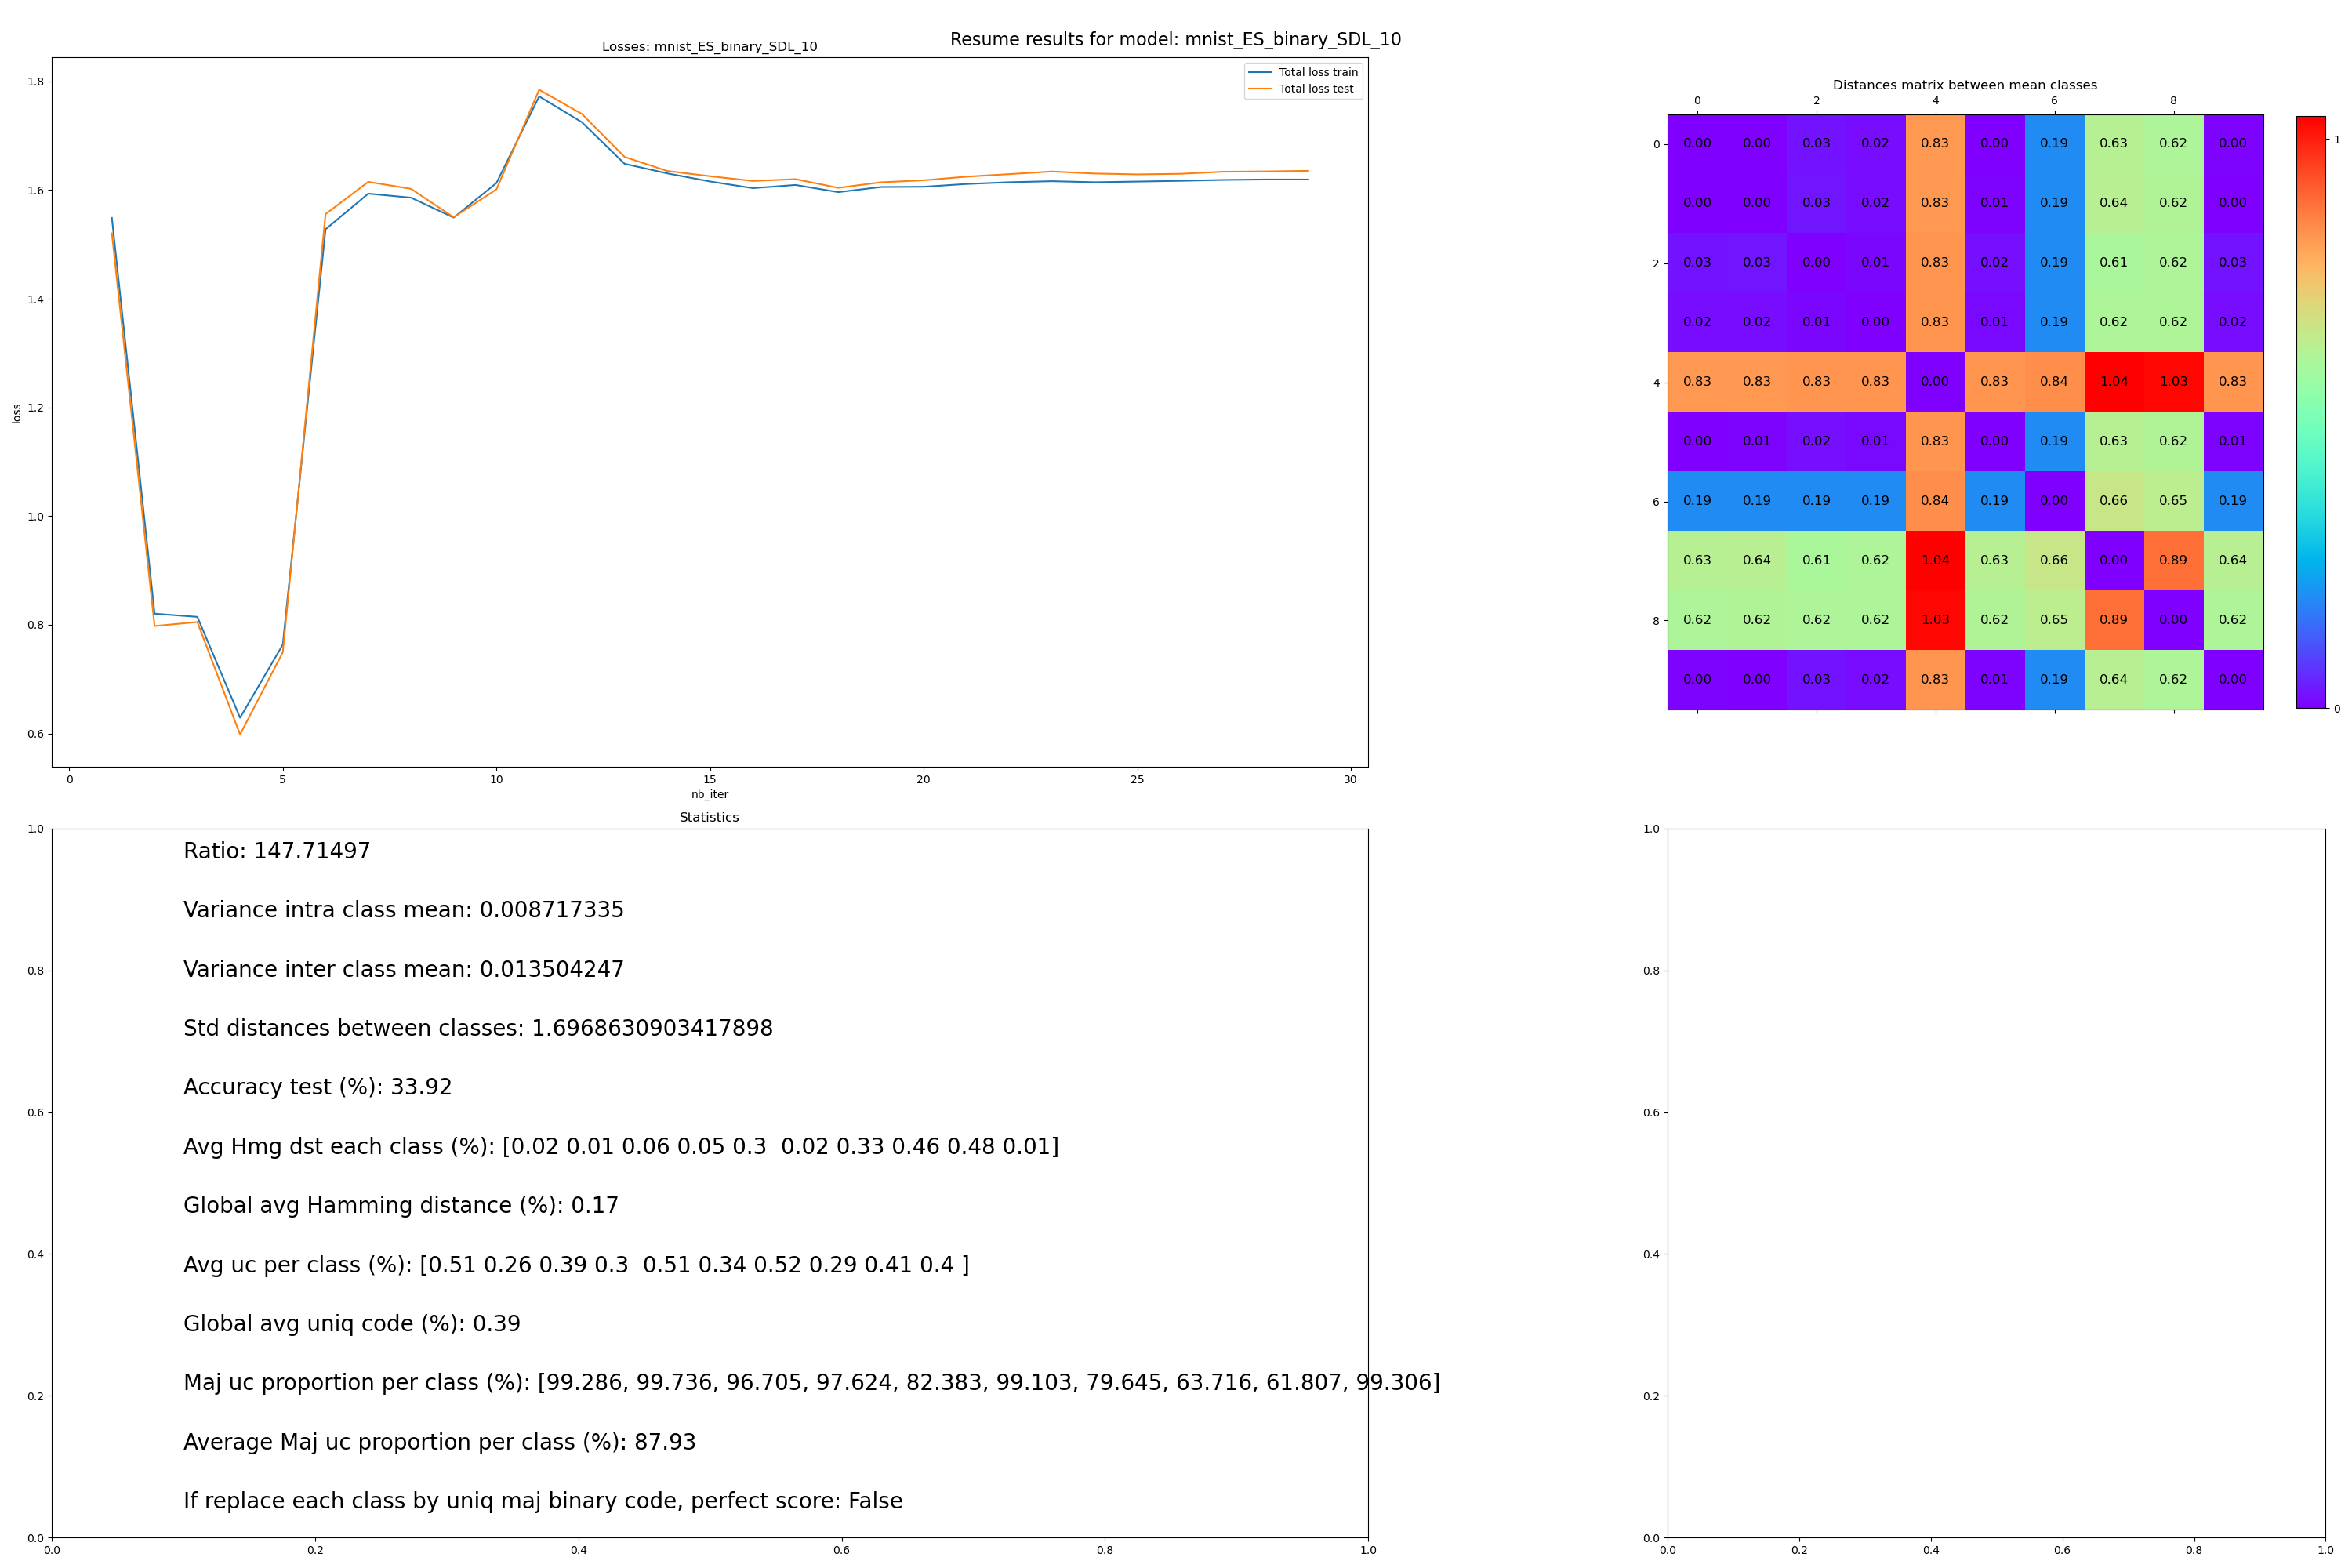 Resume results for model: mnist_ES_binary_SDL_10
Losses: mnist_ES_binary_SDL_10
Total loss train
Total loss test
1.8
1.6
1.4
1.2
1.0
0.8
0.6
loss
0 5 10 15 20 25 30
nb_iter
Distances matrix between mean classes
0 2 4 6 8
0 0.00 0.00 0.03 0.02 0.83 0.00 0.19 0.63 0.62 0.00
0.00 0.00 0.03 0.02 0.83 0.01 0.19 0.64 0.62 0.00
2 0.03 0.03 0.00 0.01 0.83 0.02 0.19 0.61 0.62 0.03
0.02 0.02 0.01 0.00 0.83 0.01 0.19 0.62 0.62 0.02
4 0.83 0.83 0.83 0.83 0.00 0.83 0.84 1.04 1.03 0.83
0.00 0.01 0.02 0.01 0.83 0.00 0.19 0.63 0.62 0.01
6 0.19 0.19 0.19 0.19 0.84 0.19 0.00 0.66 0.65 0.19
0.63 0.64 0.61 0.62 1.04 0.63 0.66 0.00 0.89 0.64
8 0.62 0.62 0.62 0.62 1.03 0.62 0.65 0.89 0.00 0.62
0.00 0.00 0.03 0.02 0.83 0.01 0.19 0.64 0.62 0.00
1
0
Statistics
1.0
0.8
0.6
0.4
0.2
0.0
Ratio: 147.71497
Variance intra class mean: 0.008717335
Variance inter class mean: 0.013504247
Std distances between classes: 1.6968630903417898
Accuracy test (%): 33.92
Avg Hmg dst each class (%): [0.02 0.01 0.06 0.05 0.3  0.02 0.33 0.46 0.48 0.01]
Global avg Hamming distance (%): 0.17
Avg uc per class (%): [0.51 0.26 0.39 0.3  0.51 0.34 0.52 0.29 0.41 0.4 ]
Global avg uniq code (%): 0.39
Maj uc proportion per class (%): [99.286, 99.736, 96.705, 97.624, 82.383, 99.103, 79.645, 63.716, 61.807, 99.306]
Average Maj uc proportion per class (%): 87.93
If replace each class by uniq maj binary code, perfect score: False
0.0 0.2 0.4 0.6 0.8 1.0
1.0
0.8
0.6
0.4
0.2
0.0
0.0 0.2 0.4 0.6 0.8 1.0